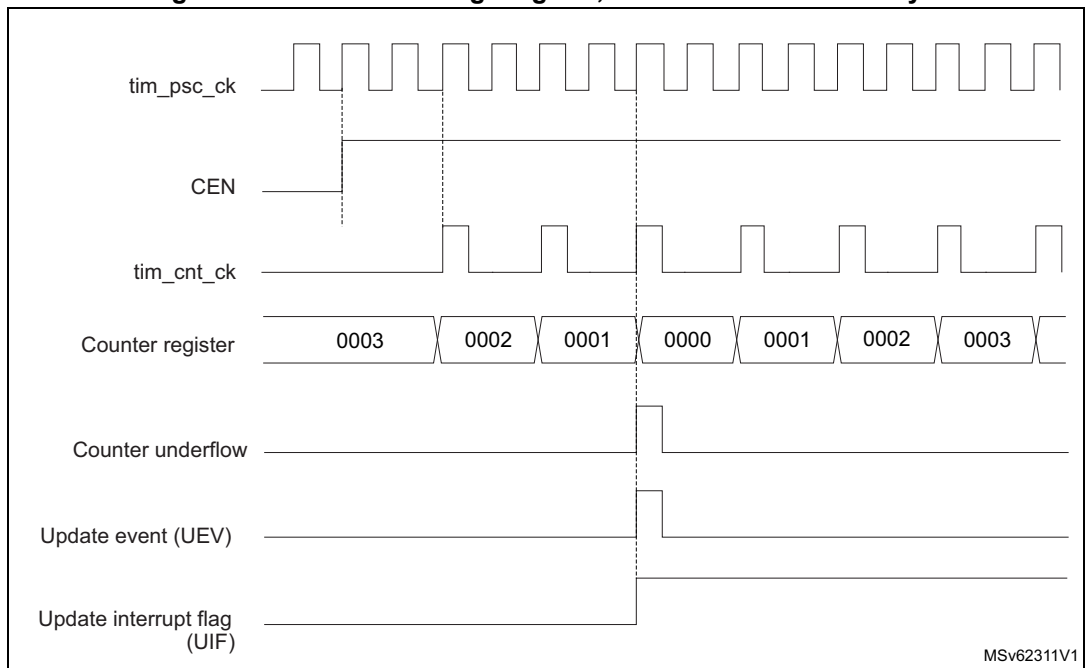 tim_psc_ck
CEN
tim_cnt_ck
Counter register
0003
0002
0001
0000
0001
0002
0003
Counter underflow
Update event (UEV)
Update interrupt flag
(UIF)
MSv62311V1